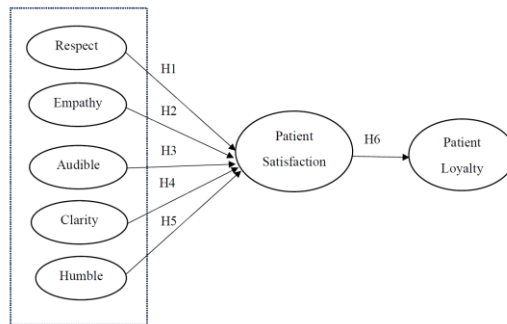 Respect
H1
Empathy
H2
Audible
H3
H4
Clarity
H5
Humble
Patient
Satisfaction
H6
Patient
Loyalty